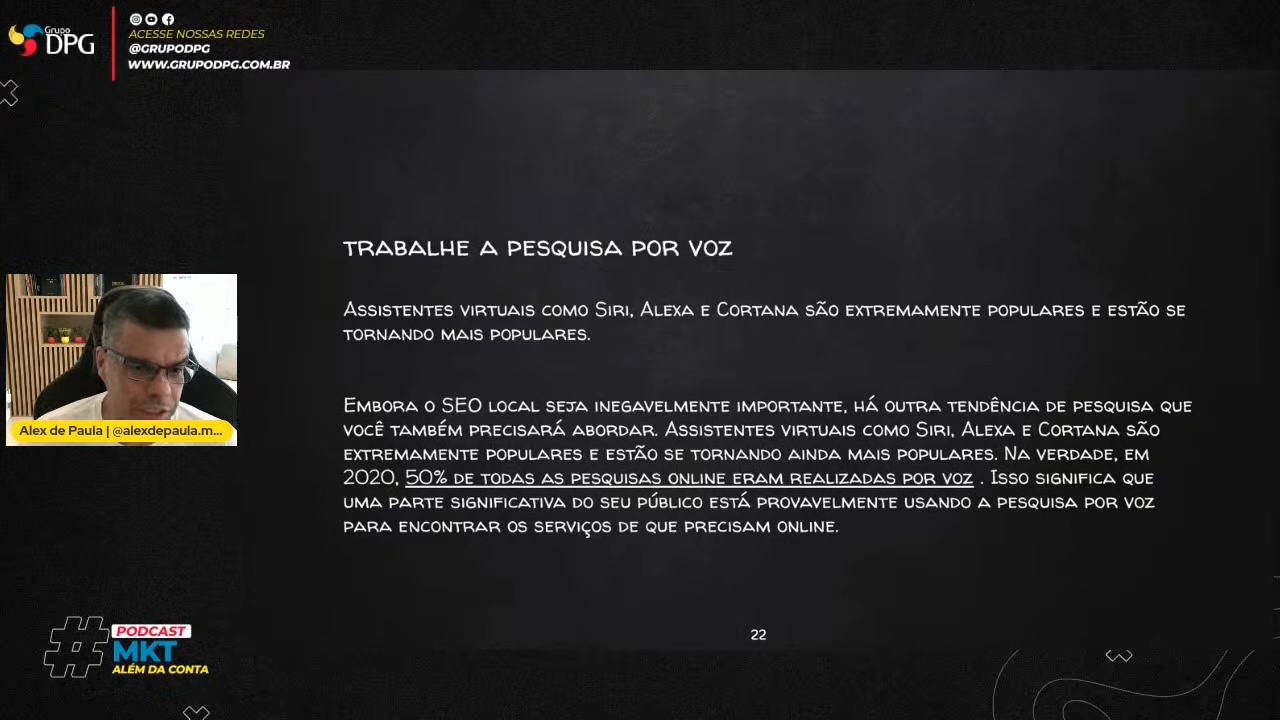 Grupo
DPG
ACESSE NOSSAS REDES
@GRUPODPG
WWW.GRUPODPG.COM.BR
TRABALHE A PESQUISA POR VOZ
Assistentes virtuais como Siri, Alexa e Cortana são extremamente populares e estão se
tornando mais populares.
Embora o SEO local seja inegavelmente importante, há outra tendência de pesquisa que
você também precisará abordar. Assistentes virtuais como Siri, Alexa e Cortana são
extremamente populares e estão se tornando ainda mais populares. Na verdade, em
2020, 50% de todas as pesquisas online eram realizadas por voz . Isso significa que
uma parte significativa do seu público está provavelmente usando a pesquisa por voz
para encontrar os serviços de que precisam online.
Alex de Paula | @alexdepaula.m...
#
PODCAST
MKT
ALÉM DA CONTA
22